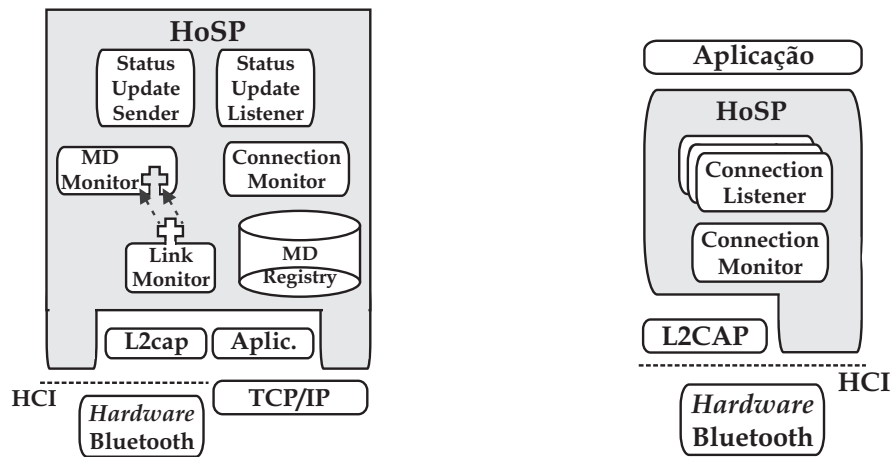 HoSP
Status
Update
Sender
Status
Update
Listener
MD
Monitor
Connection
Monitor
Link
Monitor
MD
Registry
L2cap
Aplic.
HCI
TCP/IP
Hardware
Bluetooth
Aplicação
HoSP
Connection
Listener
Connection
Monitor
L2CAP
HCI
Hardware
Bluetooth